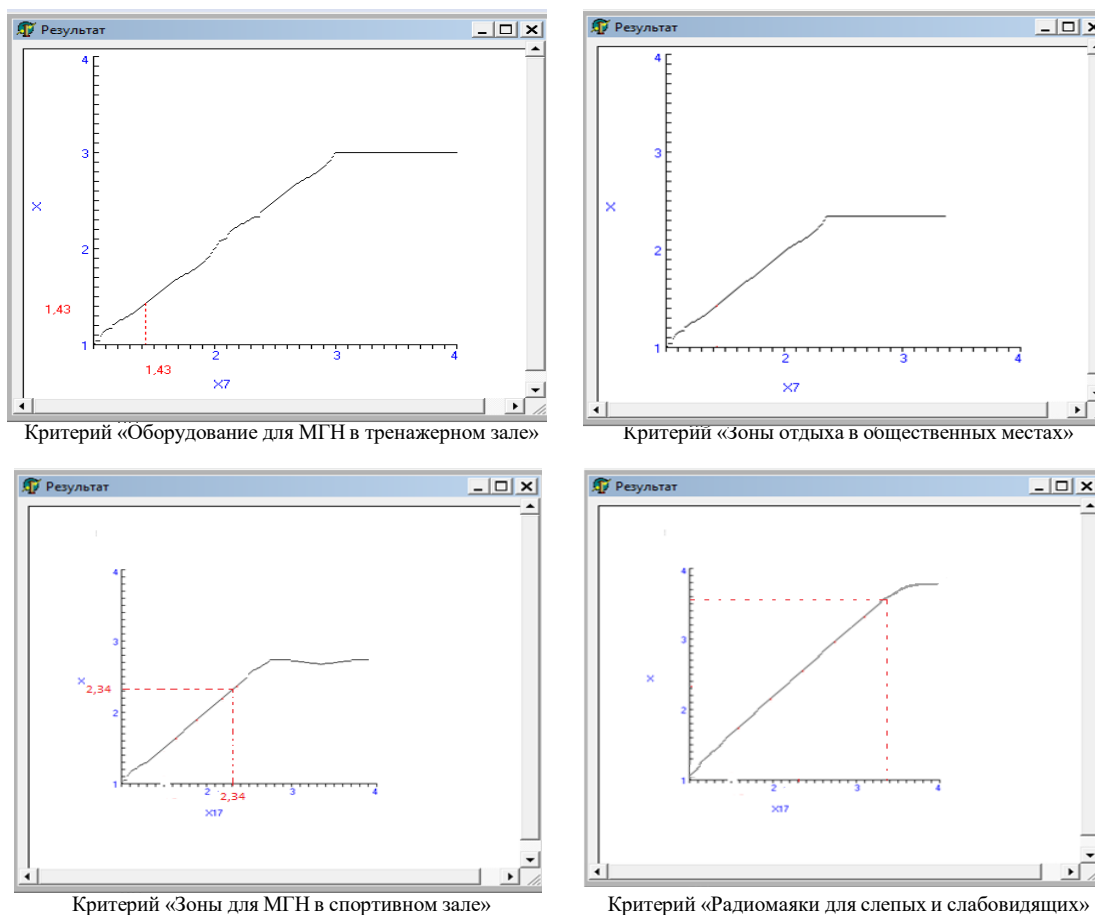 Результат
4
3
X
2
1,43
1
2
3
4
1,43
X7
Критерий «Оборудование для МГН в тренажерном зале»
Результат
4
3
X
2
1
2
3
4
X7
Критерий «Зоны отдыха в общественных местах»
Результат
4
3
X
2,34
2
1
2
2,34
3
4
X17
Критерий «Зоны для МГН в спортивном зале»
Результат
4
3
X
2
1
2
3
4
X17
Критерий «Радиомаяки для слепых и слабовидящих»